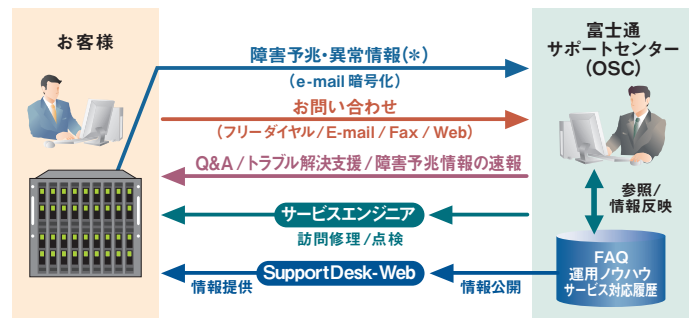 お客様
障害予兆・異常情報(*)
(e-mail 暗号化)
お問い合わせ
(フリーダイヤル/E-mail / Fax / Web)
Q&A / トラブル解決支援/障害予兆情報の速報
サービスエンジニア
訪問修理/点検
SupportDesk-Web
情報提供
情報公開
富士通
サポートセンター
(OSC)
参照/
情報反映
FAQ
運用ノウハウ
サービス対応履歴